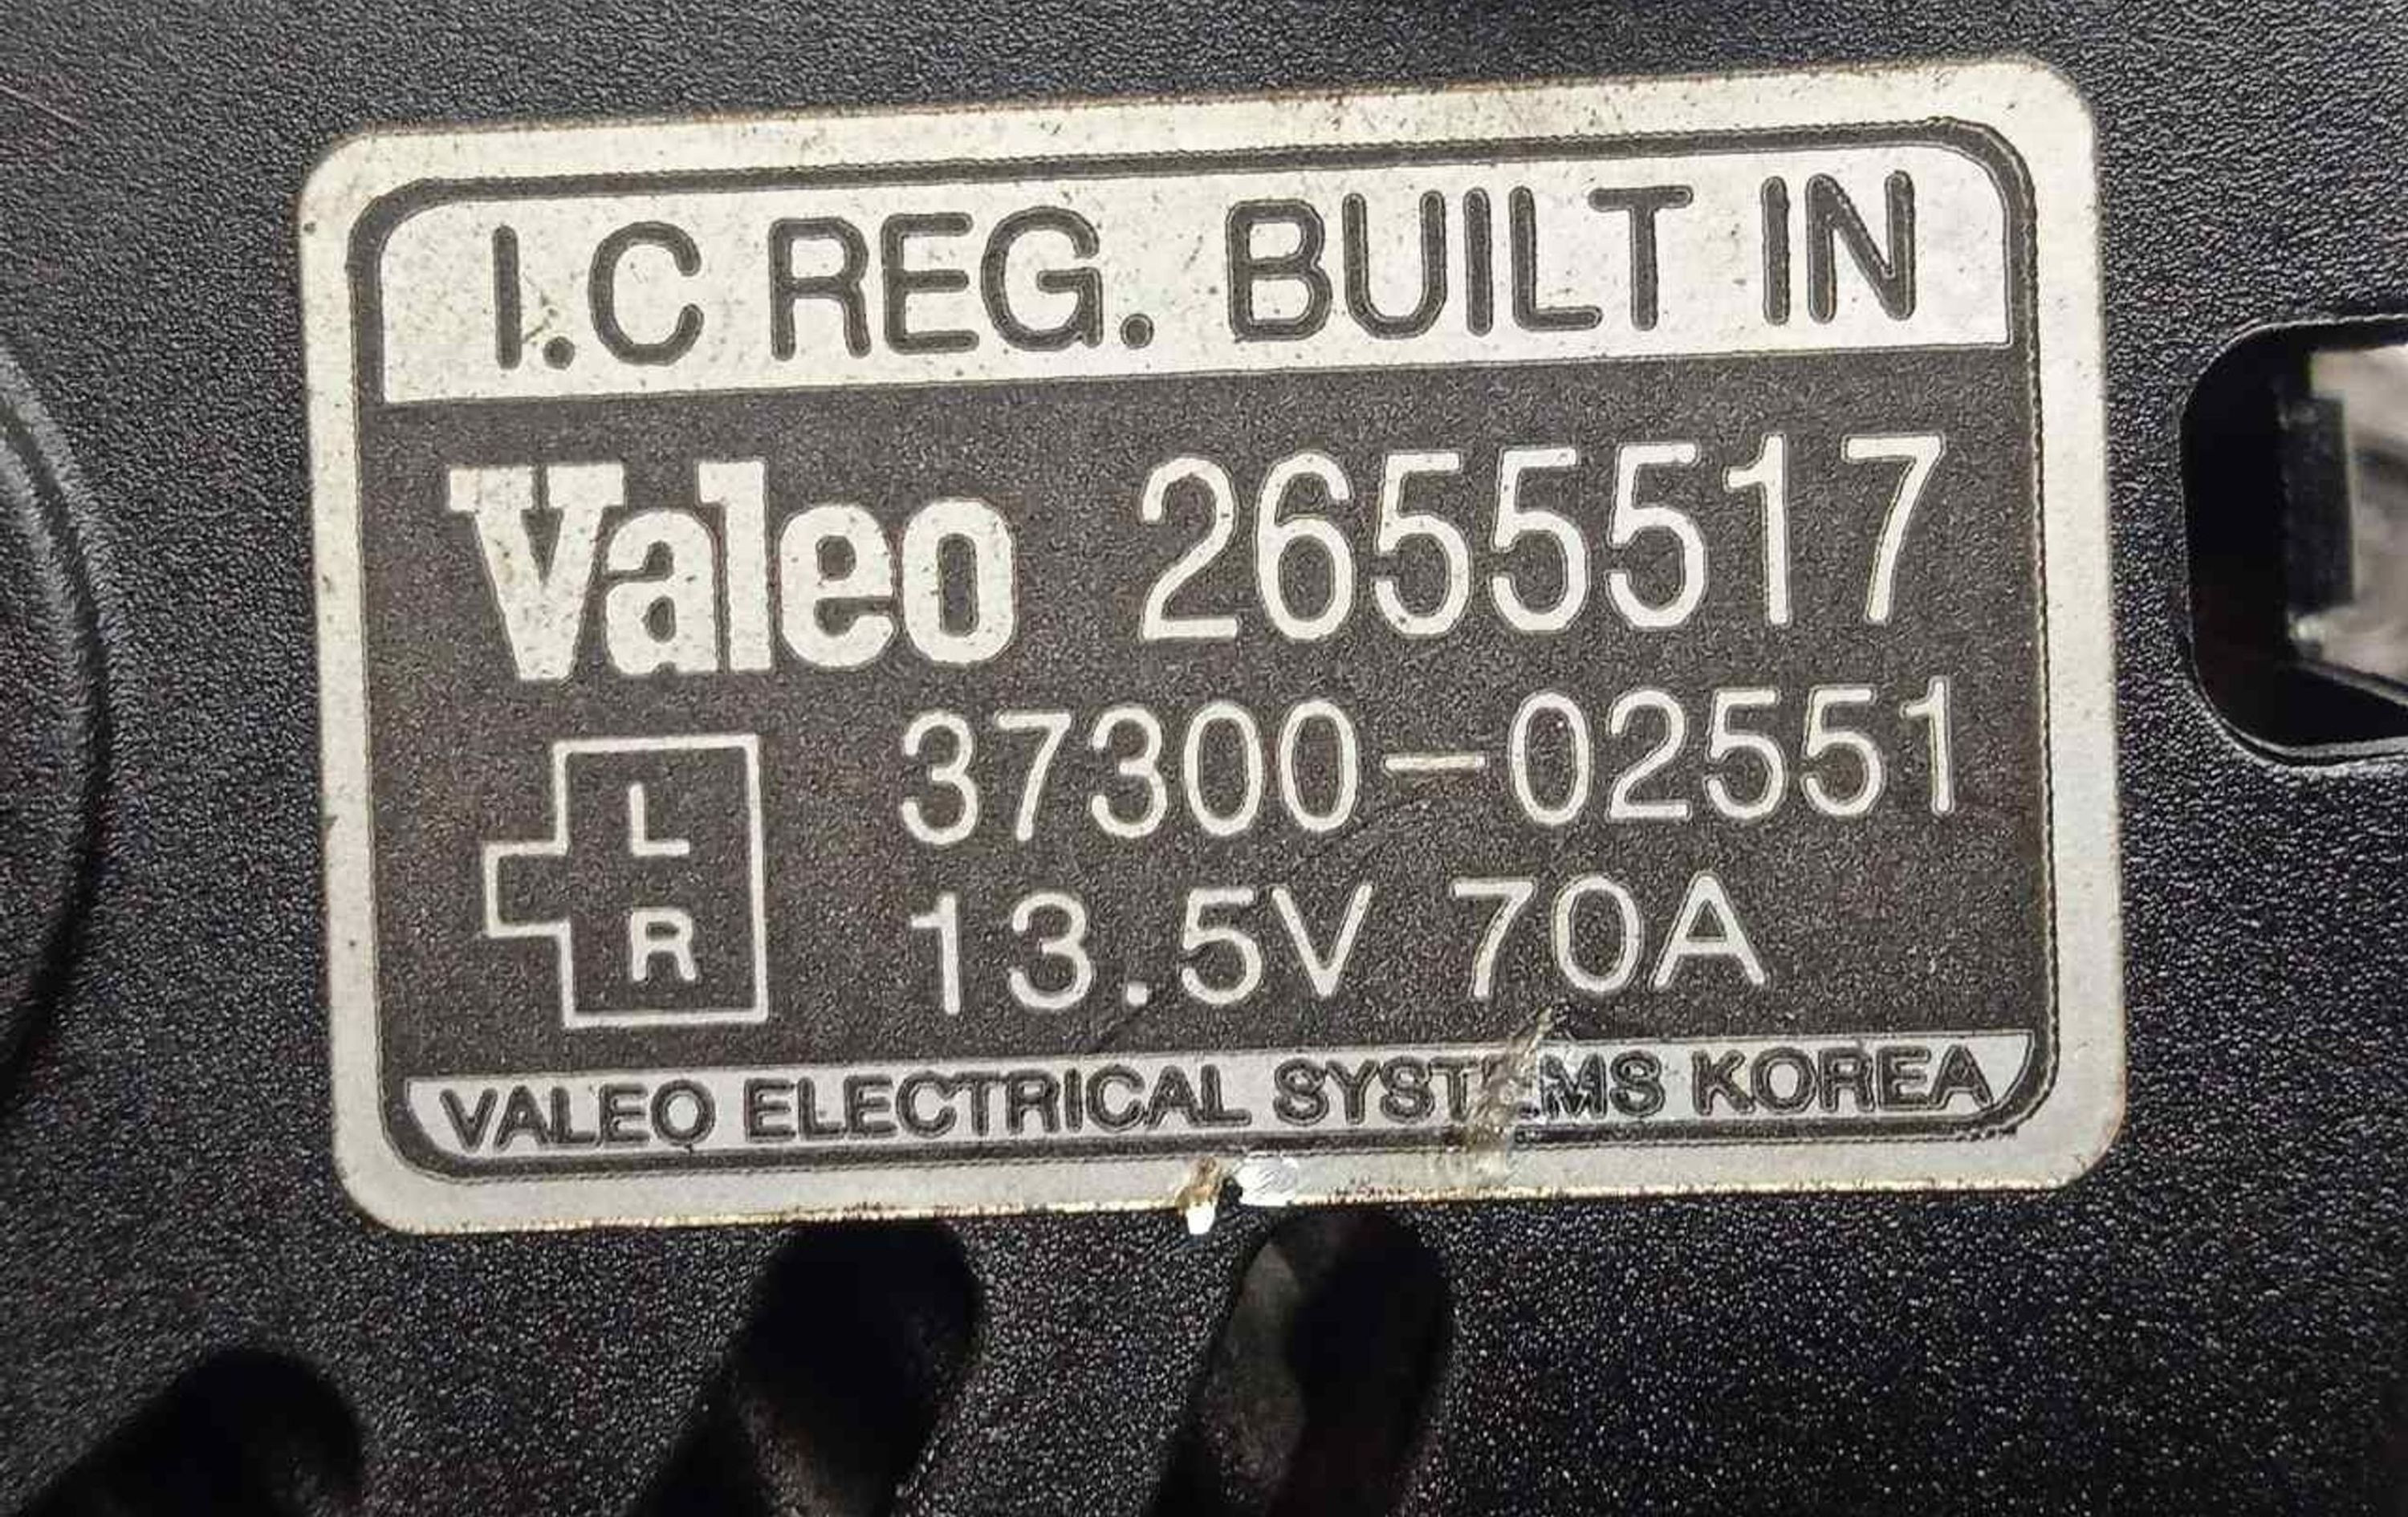 I.C REG. BUILT IN
Valeo 2655517
37300-02551
L
R
13.5V 70A
VALEO ELECTRICAL SYSTEMS KOREA